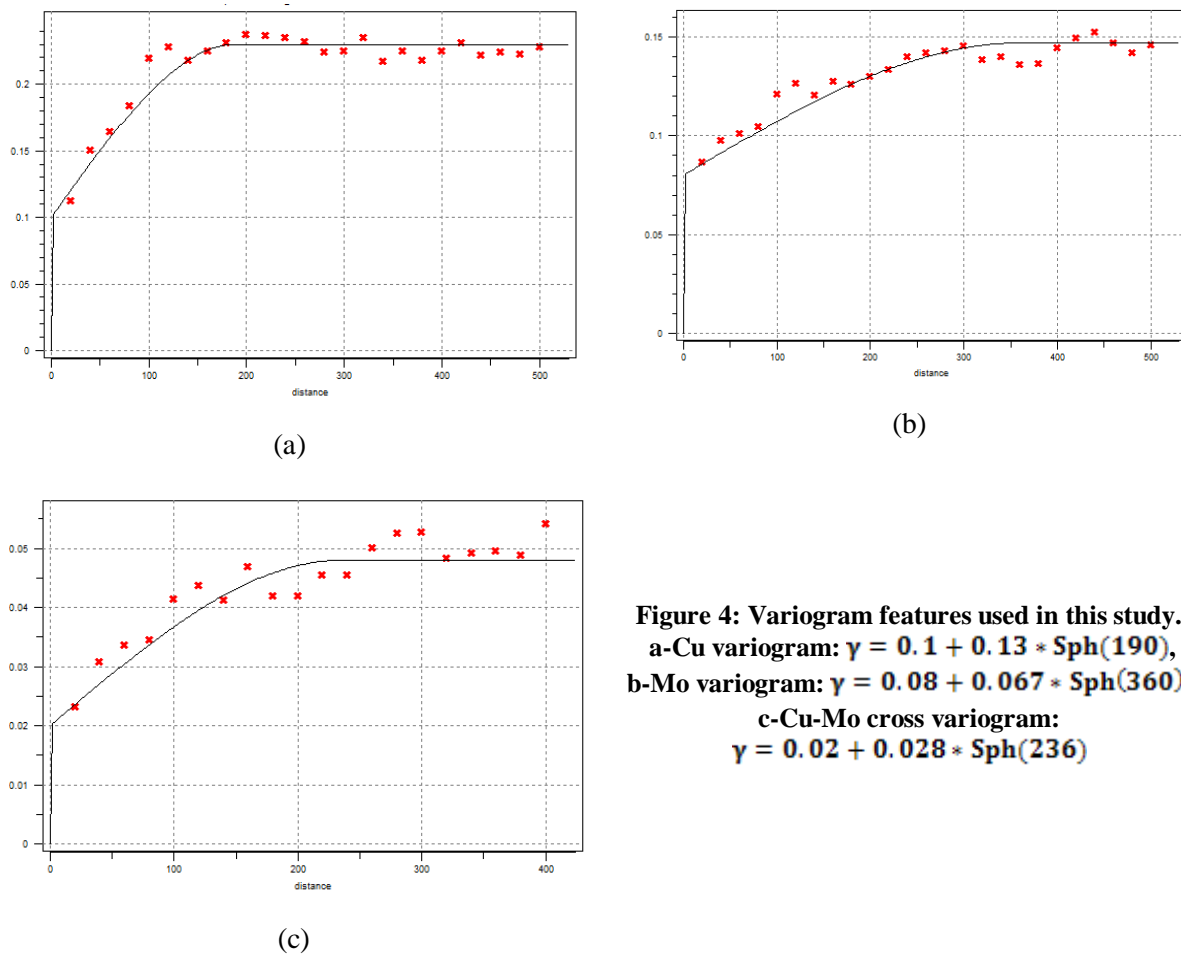 0.2
0.15
0.1
0.05
0
0 100 200 300 400 500
distance
(a)
0.15
0.1
0.05
0
0 100 200 300 400 500
distance
(b)
0.05
0.04
0.03
0.02
0.01
0
0 100 200 300 400
distance
(c)
Figure 4: Variogram features used in this study.
a-Cu variogram: γ = 0.1 + 0.13 * Sph(190),
b-Mo variogram: γ = 0.08 + 0.067 * Sph(360)
c-Cu-Mo cross variogram:
γ = 0.02 + 0.028 * Sph(236)